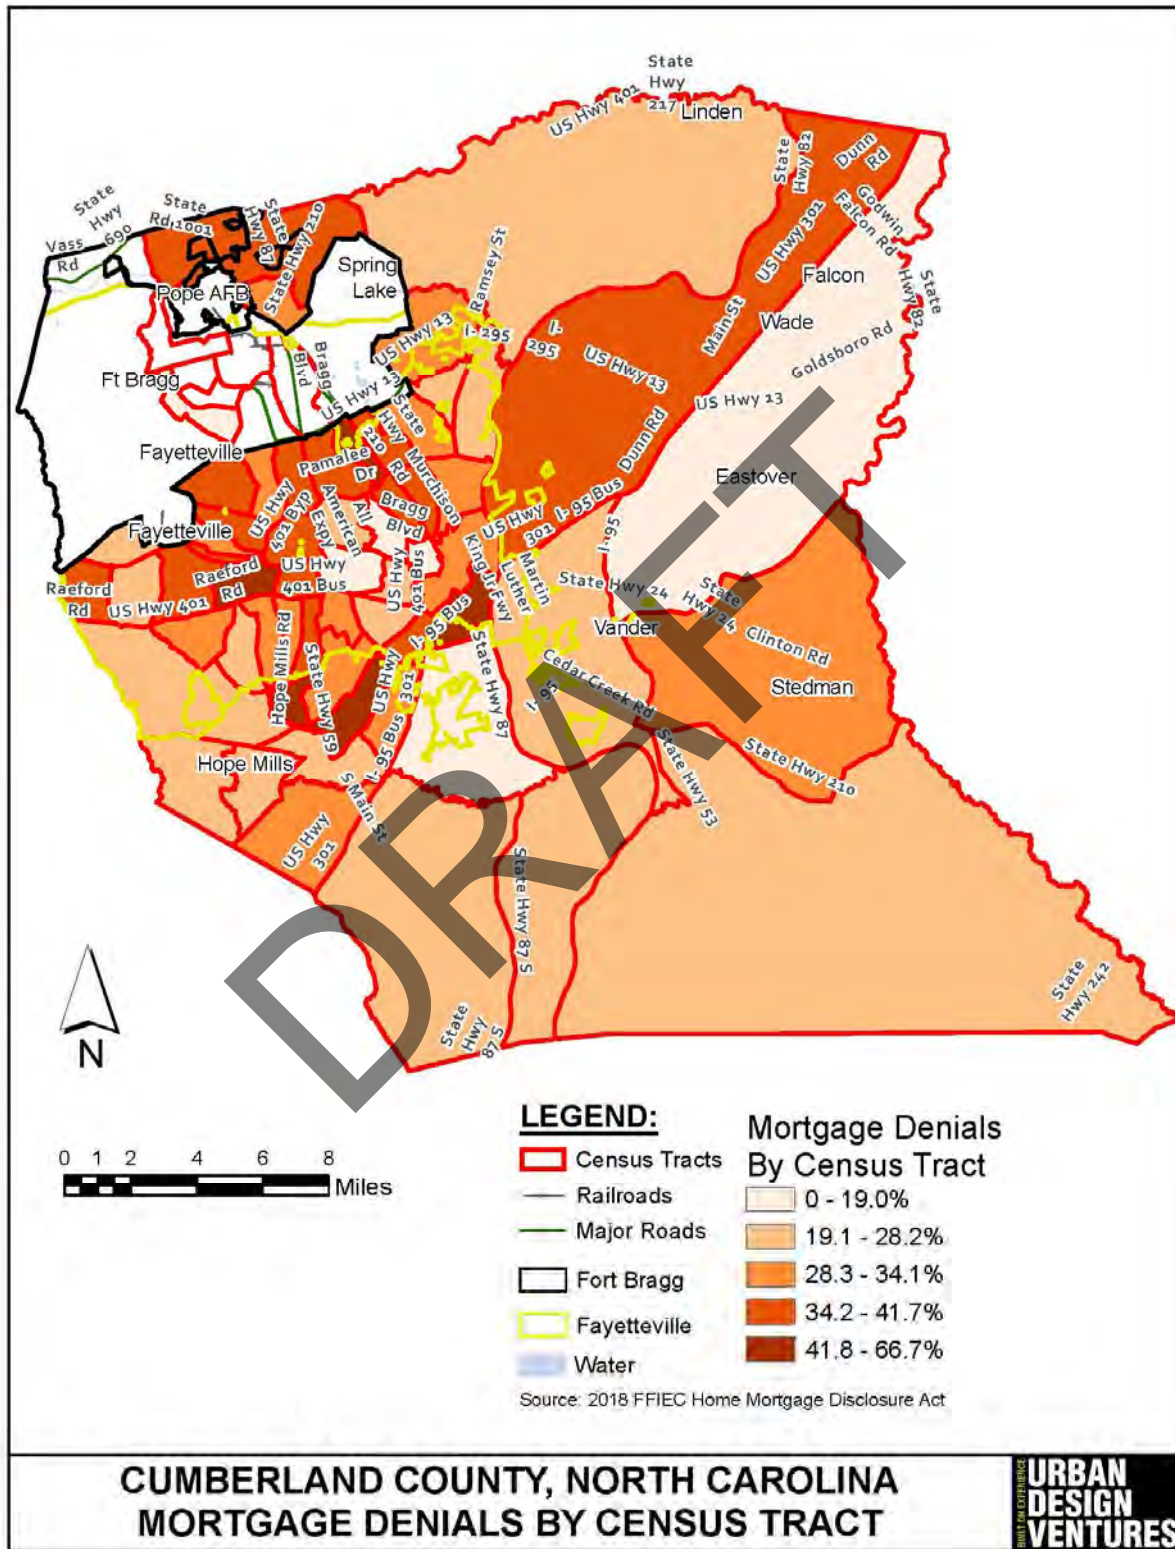 State
Hwy
217
US Hwy 401
Linden
State
Hwy 82
Dunn
Rd
Godwin
Falcon Rd
State
Hwy 690
Vass
Rd
State
Rd 1001
State
Hwy 87
State Hwy 210
Ramsey St
US Hwy 301
Falcon
State
Hwy 82
Spring
Lake
Pope AFB
US Hwy 13
I- 295
I-
295
US Hwy 13
Main St
Wade
Goldsboro Rd
Ft Bragg
Bragg
Blvd
US Hwy 13
US Hwy 13
State
Hwy
210
Murchison
Rd
Dunn Rd
Fayetteville
Pamalee
Dr
Eastover
US Hwy
401 Byp
All
American
Expy
Bragg
Blvd
US Hwy
301
I- 95 Bus
I-95
Fayetteville
Raeford
Rd
US Hwy
401 Bus
US Hwy
401 Bus
Martin
Luther
King Jr Fwy
State Hwy 24
State
Hwy 24
Raeford
Rd
US Hwy 401
I- 95 Bus
Vander
Clinton Rd
Hope Mills Rd
State Hwy 59
US Hwy
301
I- 95 Bus
State Hwy 87
Cedar Creek Rd
I-95
Stedman
Hope Mills
S Main St
State Hwy 53
State Hwy 210
US Hwy
301
State Hwy 87 S
State
Hwy
87 S
State
Hwy 242
DRAFT
N
0 1 2 4 6 8
Miles
LEGEND:
Census Tracts
Railroads
Major Roads
Fort Bragg
Fayetteville
Water
Mortgage Denials
By Census Tract
0 - 19.0%
19.1 - 28.2%
28.3 - 34.1%
34.2 - 41.7%
41.8 - 66.7%
Source: 2018 FFIEC Home Mortgage Disclosure Act
CUMBERLAND COUNTY, NORTH CAROLINA
MORTGAGE DENIALS BY CENSUS TRACT
BUILT ON EXPERIENCE
URBAN
DESIGN
VENTURES